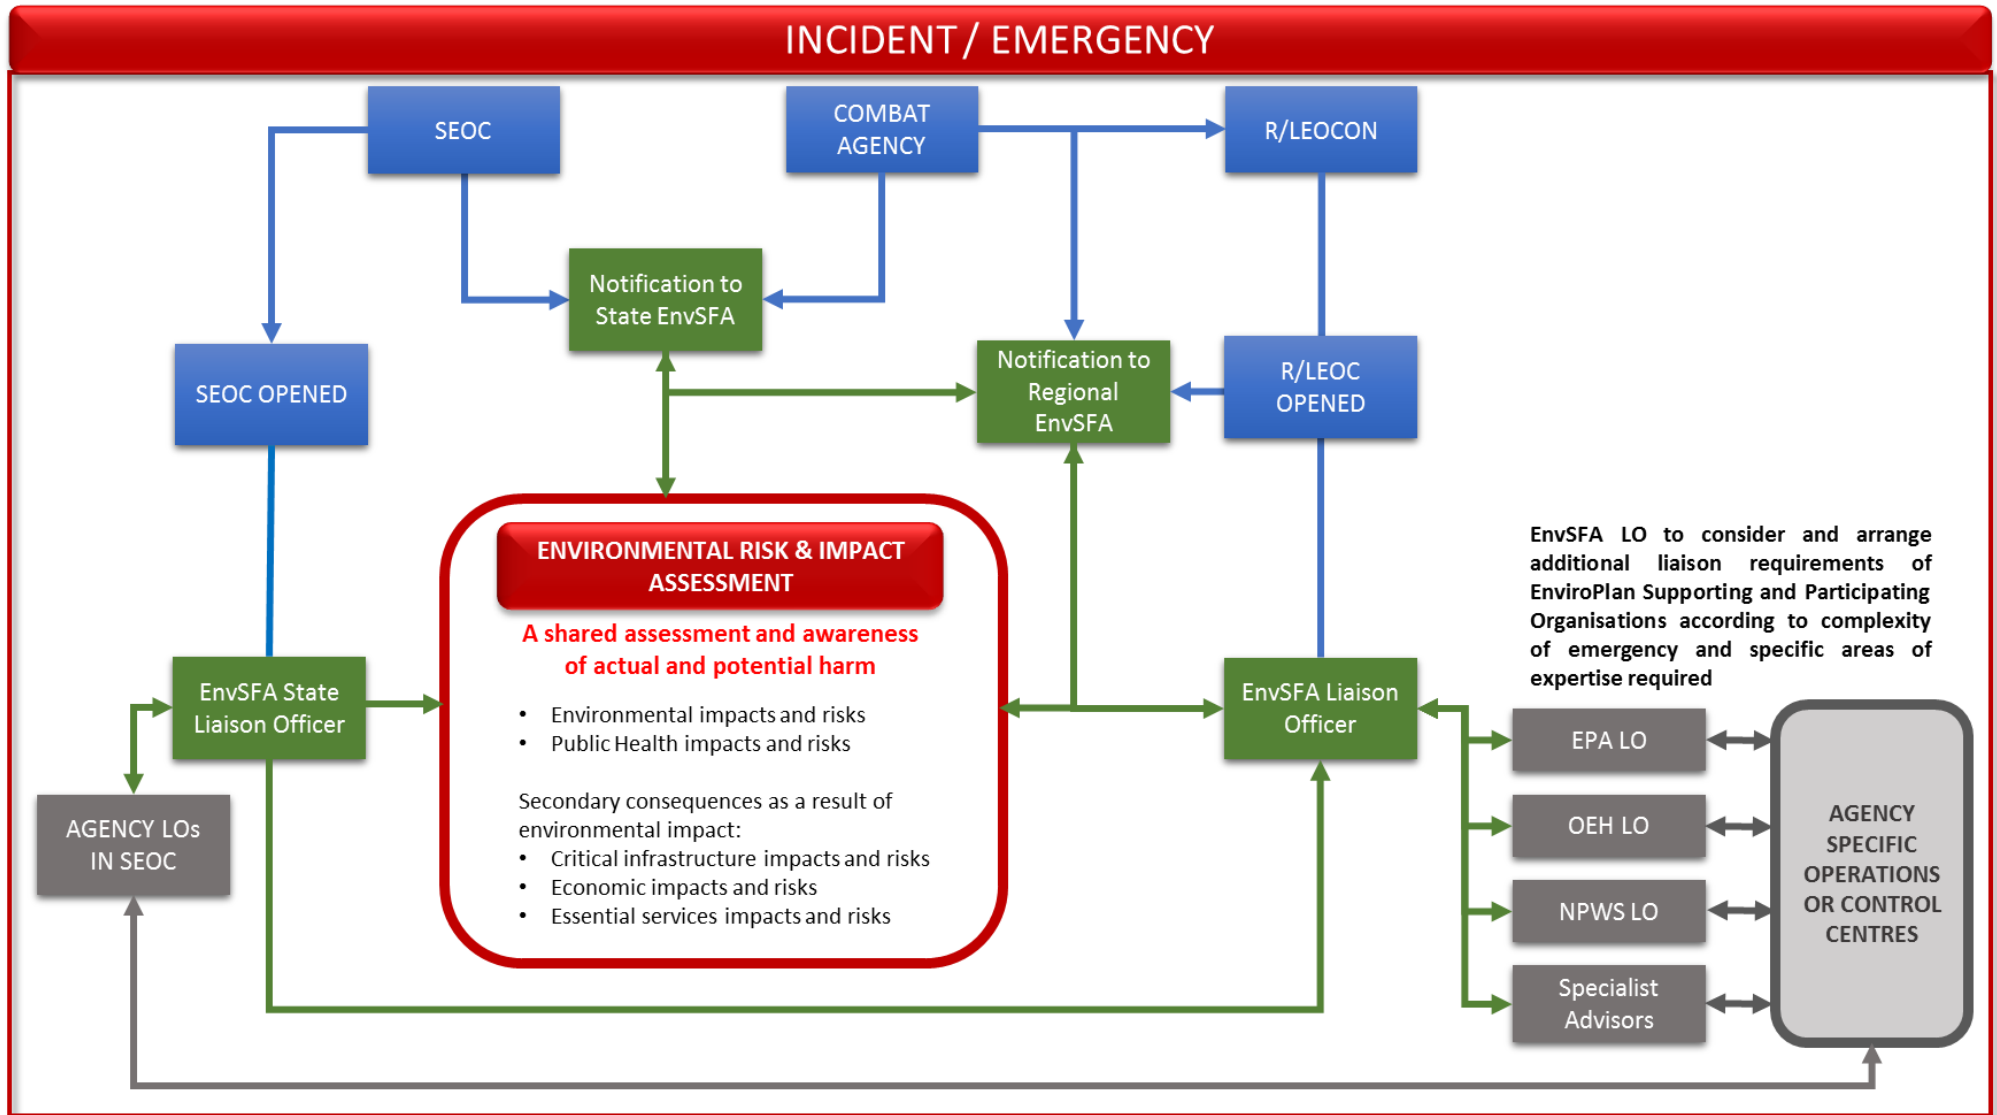 INCIDENT / EMERGENCY
SEOC
COMBAT
AGENCY
R/LEOCON
Notification to
State EnvSFA
SEOC OPENED
Notification to
Regional
EnvSFA
R/LEOC
OPENED
ENVIRONMENTAL RISK & IMPACT
ASSESSMENT
A shared assessment and awareness
of actual and potential harm
• Environmental impacts and risks
• Public Health impacts and risks
Secondary consequences as a result of
environmental impact:
• Critical infrastructure impacts and risks
• Economic impacts and risks
• Essential services impacts and risks
EnvSFA State
Liaison Officer
AGENCY LOs
IN SEOC
EnvSFA Liaison
Officer
EnvSFA LO to consider and arrange
additional liaison requirements of
EnviroPlan Supporting and Participating
Organisations according to complexity
of emergency and specific areas of
expertise required
EPA LO
OEH LO
NPWS LO
Specialist
Advisors
AGENCY
SPECIFIC
OPERATIONS
OR CONTROL
CENTRES